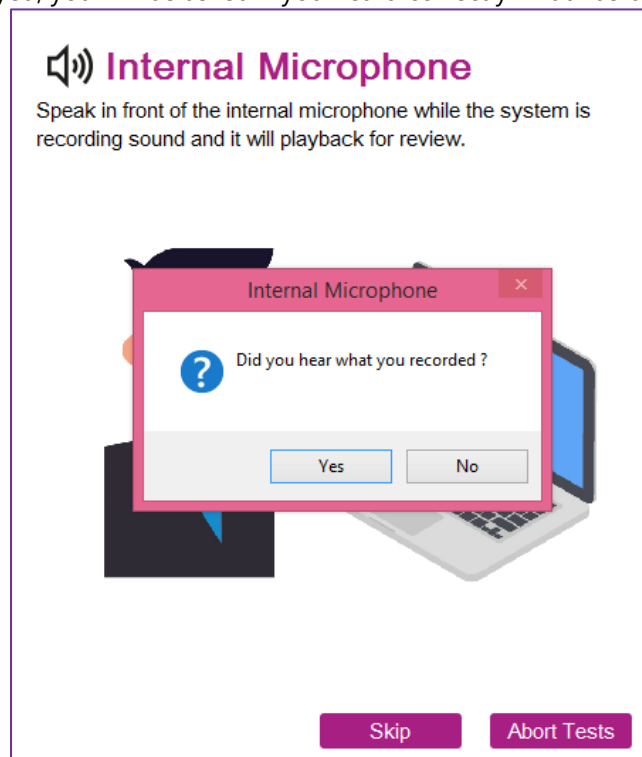 Internal Microphone
Speak in front of the internal microphone while the system is
recording sound and it will playback for review.
Internal Microphone
Did you hear what you recorded ?
Yes No
Skip Abort Tests